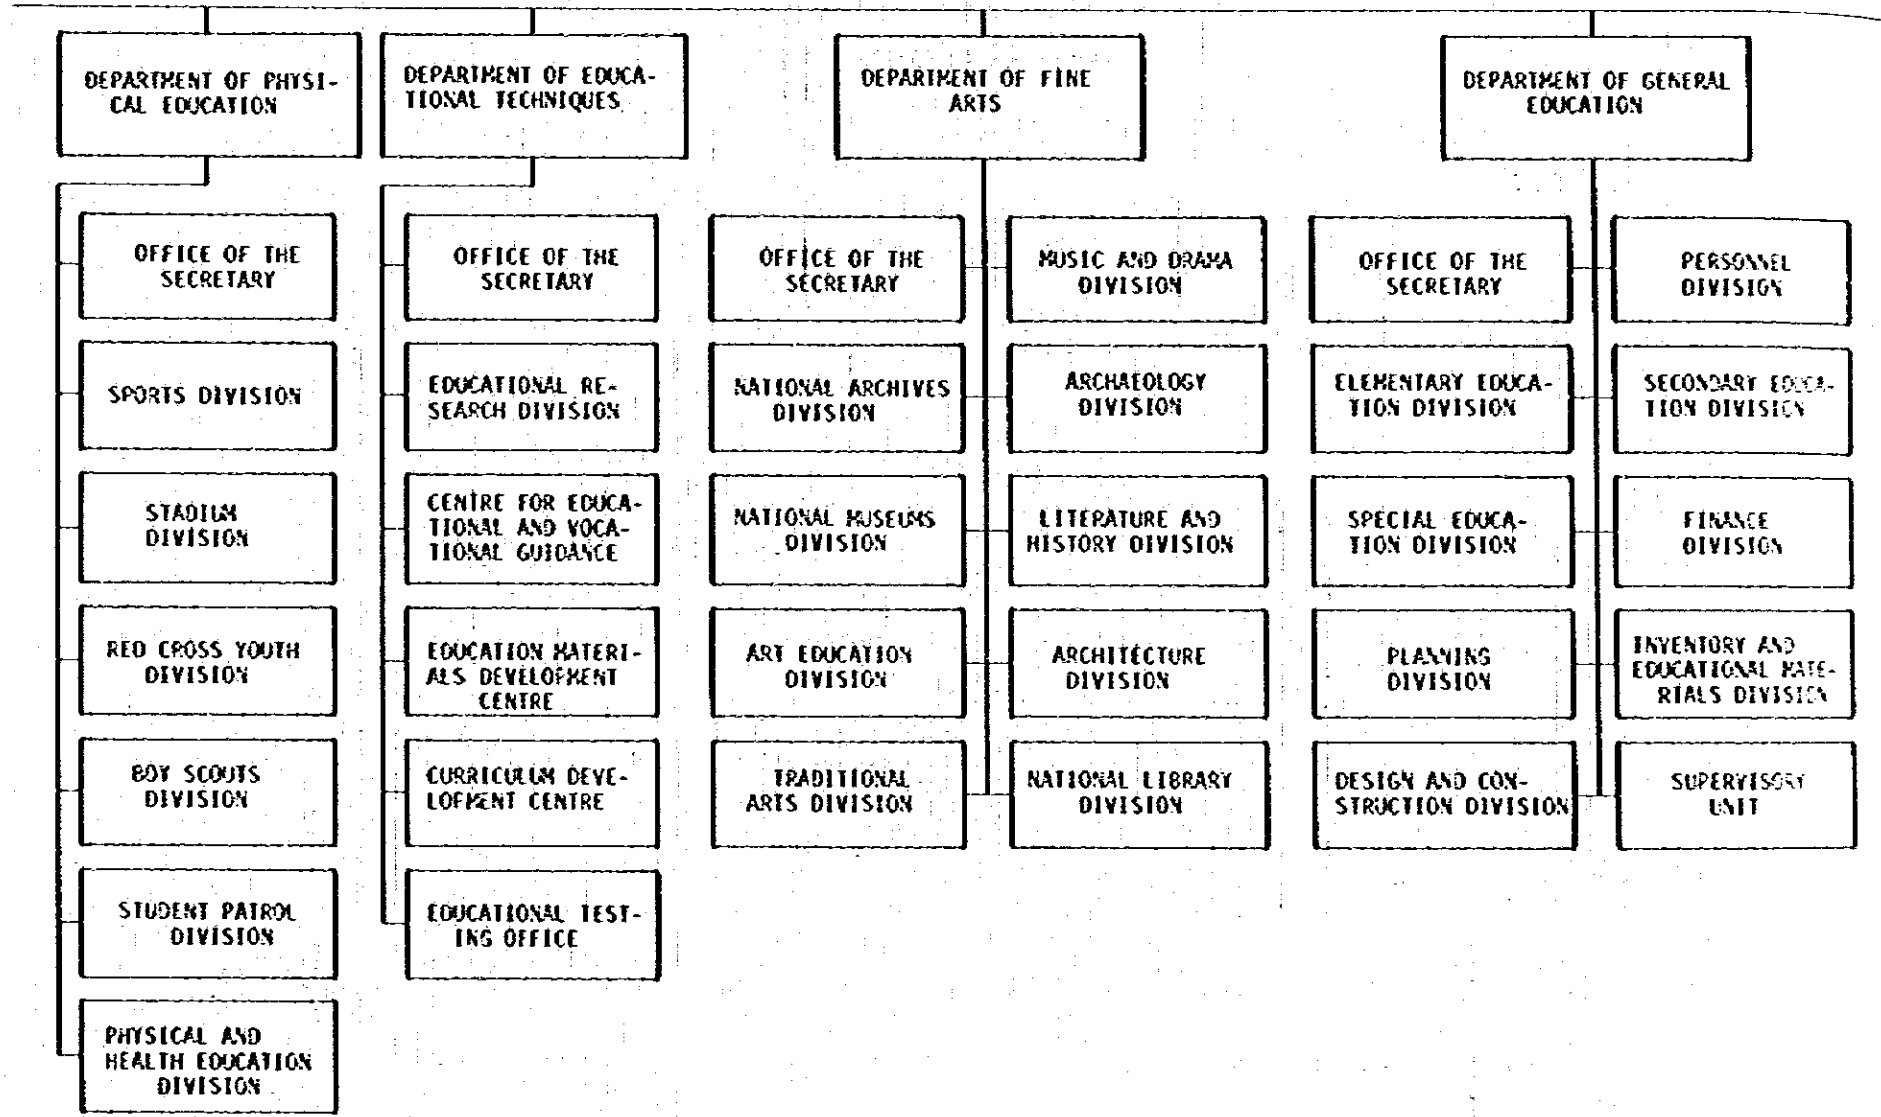 DEPARTMENT OF PHYSI-
CAL EDUCATION
OFFICE OF THE
SECRETARY
SPORTS DIVISION
STADIUM
DIVISION
RED CROSS YOUTH
DIVISION
BOY SCOUTS
DIVISION
STUDENT PATROL
DIVISION
PHYSICAL AND
HEALTH EDUCATION
DIVISION
DEPARTMENT OF EDUCA-
TIONAL TECHNIQUES
OFFICE OF THE
SECRETARY
EDUCATIONAL RE-
SEARCH DIVISION
CENTRE FOR EDUCA-
TIONAL AND VOCA-
TIONAL GUIDANCE
EDUCATION MATERI-
ALS DEVELOPMENT
CENTRE
CURRICULUM DEVE-
LOPMENT CENTRE
EDUCATIONAL TEST-
ING OFFICE
DEPARTMENT OF FINE
ARTS
OFFICE OF THE
SECRETARY
MUSIC AND DRAMA
DIVISION
NATIONAL ARCHIVES
DIVISION
ARCHAEOLOGY
DIVISION
NATIONAL MUSEUMS
DIVISION
LITERATURE AND
HISTORY DIVISION
ART EDUCATION
DIVISION
ARCHITECTURE
DIVISION
TRADITIONAL
ARTS DIVISION
NATIONAL LIBRARY
DIVISION
DEPARTMENT OF GENERAL
EDUCATION
OFFICE OF THE
SECRETARY
PERSONNEL
DIVISION
ELEMENTARY EDUCA-
TION DIVISION
SECONDARY EDUCA-
TION DIVISION
SPECIAL EDUCA-
TION DIVISION
FINANCE
DIVISION
PLANNING
DIVISION
INVENTORY AND
EDUCATIONAL MATE-
RIALS DIVISION
DESIGN AND CON-
STRUCTION DIVISION
SUPERVISORY
UNIT